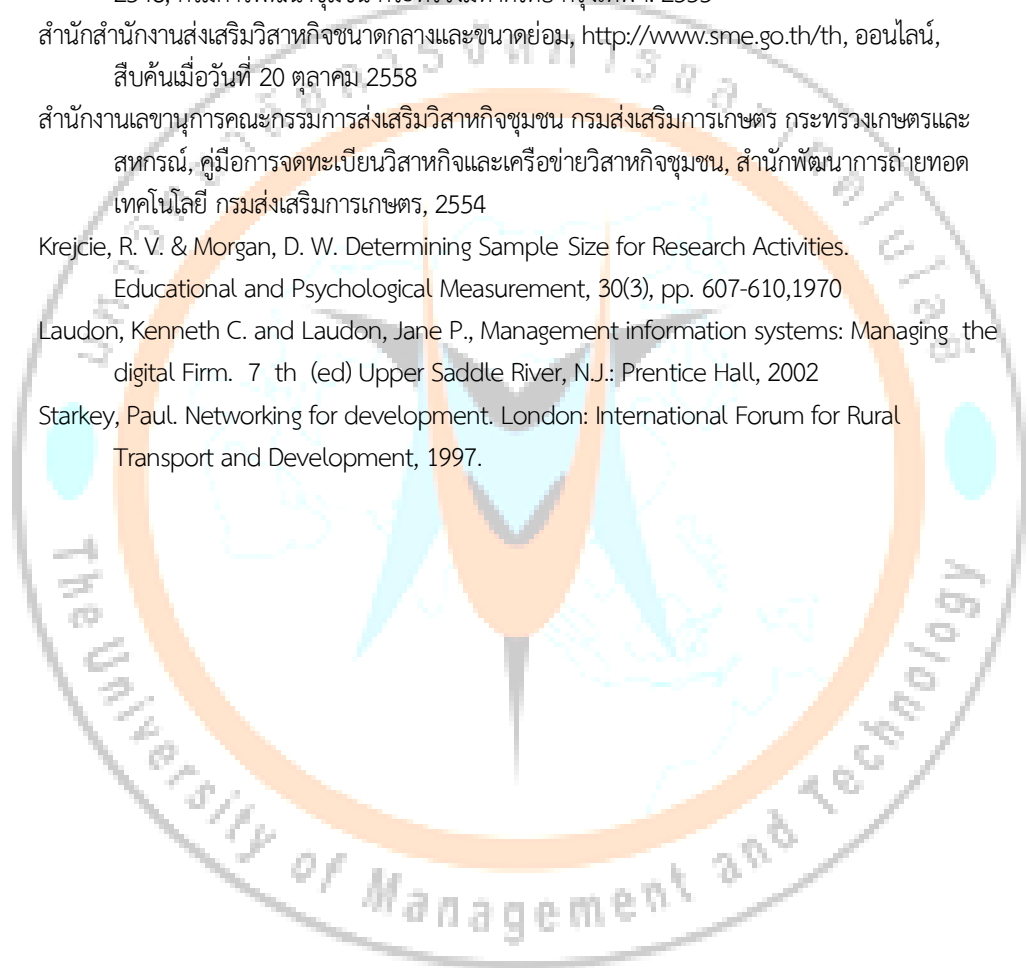 สำนักสำนักงานส่งเสริมวิสาหกิจขนาดกลางและขนาดย่อม, http://www.sme.go.th/th, ออนไลน์,
สืบค้นเมื่อวันที่ 20 ตุลาคม 2558
สำนักงานเลขานุการคณะกรรมการส่งเสริมวิสาหกิจชุมชน กรมส่งเสริมการเกษตร กระทรวงเกษตรและ
สหกรณ์, คู่มือการจดทะเบียนวิสาหกิจและเครือข่ายวิสาหกิจชุมชน, สำนักพัฒนาการถ่ายทอด
เทคโนโลยี กรมส่งเสริมการเกษตร, 2554
Krejcie, R. V. & Morgan, D. W. Determining Sample Size for Research Activities.
Educational and Psychological Measurement, 30(3), pp. 607-610,1970
Laudon, Kenneth C. and Laudon, Jane P., Management information systems: Managing the
digital Firm. 7 th (ed) Upper Saddle River, N.J.: Prentice Hall, 2002
Starkey, Paul. Networking for development. London: International Forum for Rural
Transport and Development, 1997.
The University of Management and Technology